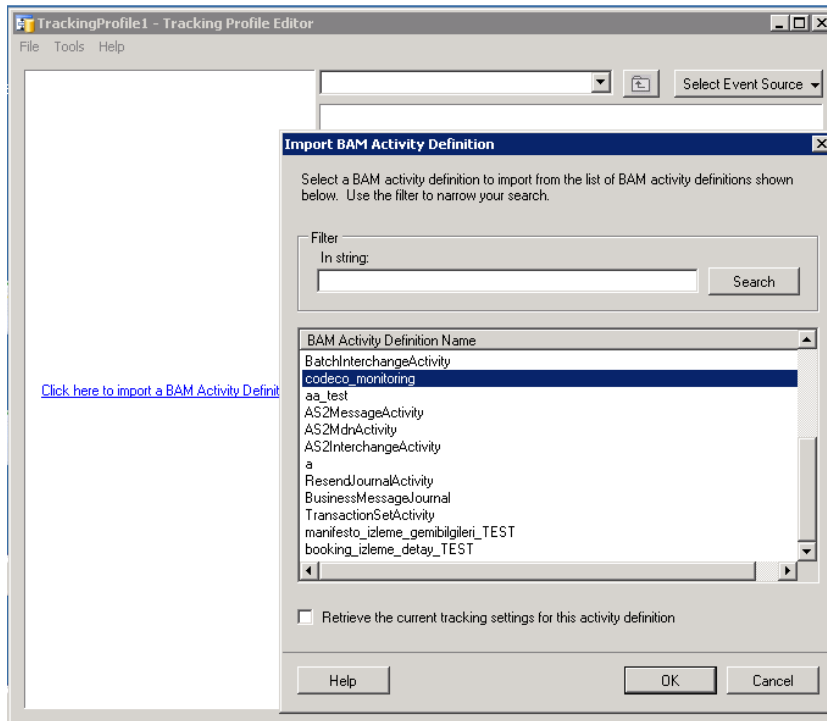 TrackingProfile1 - Tracking Profile Editor
File Tools Help
Select Event Source
Import BAM Activity Definition
Select a BAM activity definition to import from the list of BAM activity definitions shown
below. Use the filter to narrow your search.
Filter
In string:
Search
BAM Activity Definition Name
BatchInterchangeActivity
codeco_monitoring
Click here to import a BAM Activity Definit
aa_test
AS2MessageActivity
AS2MdnActivity
AS2InterchangeActivity
a
ResendJournalActivity
BusinessMessageJournal
TransactionSetActivity
manifesto_izleme_gemibilgileri_TEST
booking_izleme_detay_TEST
Retrieve the current tracking settings for this activity definition
Help
OK
Cancel